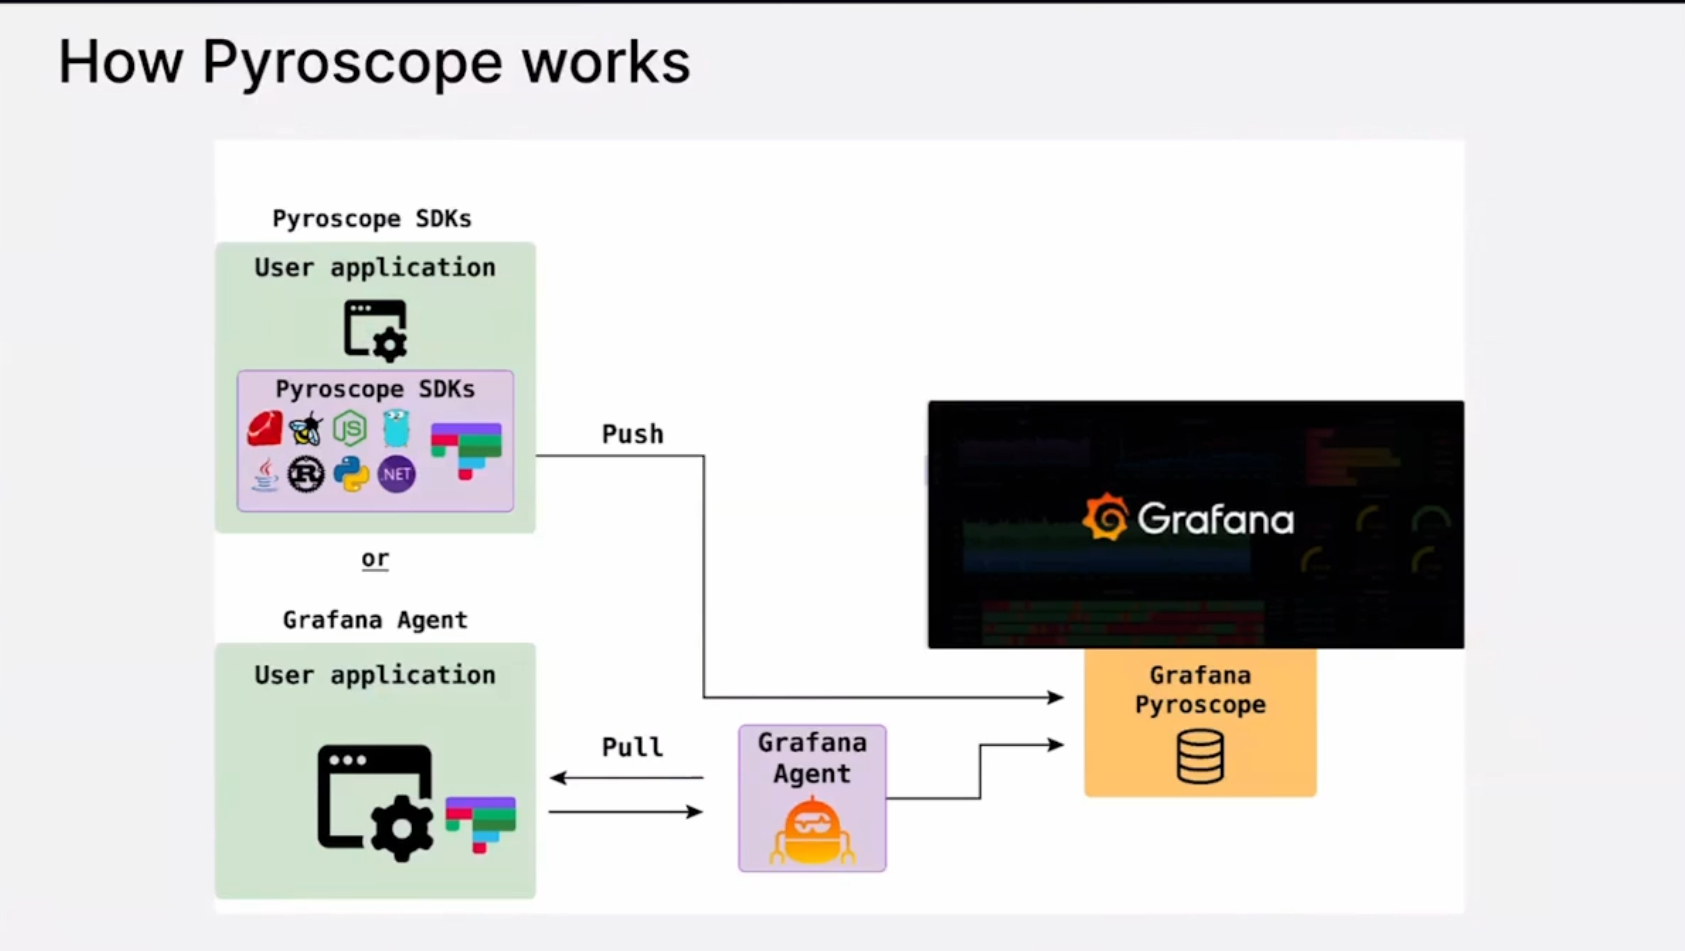 How Pyroscope works
Pyroscope SDKs
User application
Pyroscope SDKs
JS
R
.NET
Push
or
Grafana Agent
User application
Pull
Grafana
Agent
Grafana
Grafana
Pyroscope